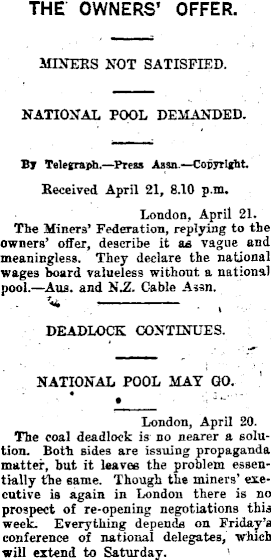 THE OWNERS' OFFER.
MINERS NOT SATISFIED.
NATIONAL POOL DEMANDED.
By Telegraph.—Press Assn.—Copyright.
Received April 21, 8.10 p.m.
London, April 21.
The Miners' Federation, replying to the
owners' offer, describe it as vague and
meaningless. They declare the national
wages board valueless without a national
pool.—Aus. and N.Z. Cable Assn.
DEADLOCK CONTINUES.
NATIONAL POOL MAY GO.
London, April 20.
The coal deadlock is no nearer a solu-
tion. Both sides are issuing propaganda
matter, but it leaves the problem essen-
tially the same. Though the miners' exe-
cutive is again in London there is no
prospect of re-opening negotiations this
week. Everything depends on Friday's
conference of national delegates, which
will extend to Saturday.